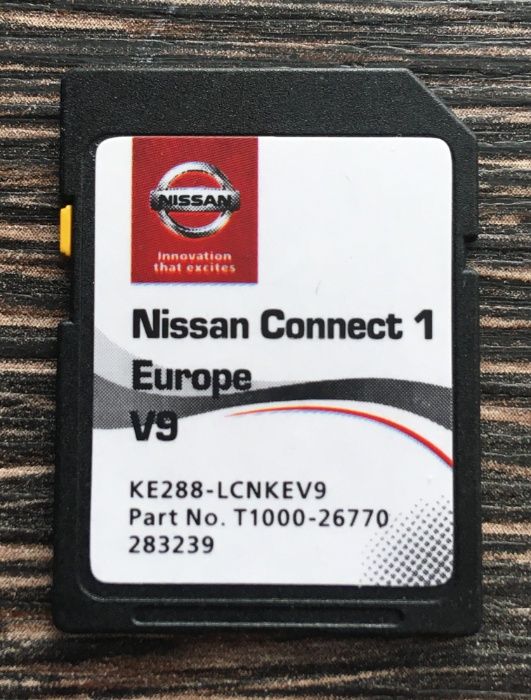 NISSAN
Innovation
that excites
Nissan Connect 1
Europe
V9
KE288-LCNKEV9
Part No. T1000-26770
283239